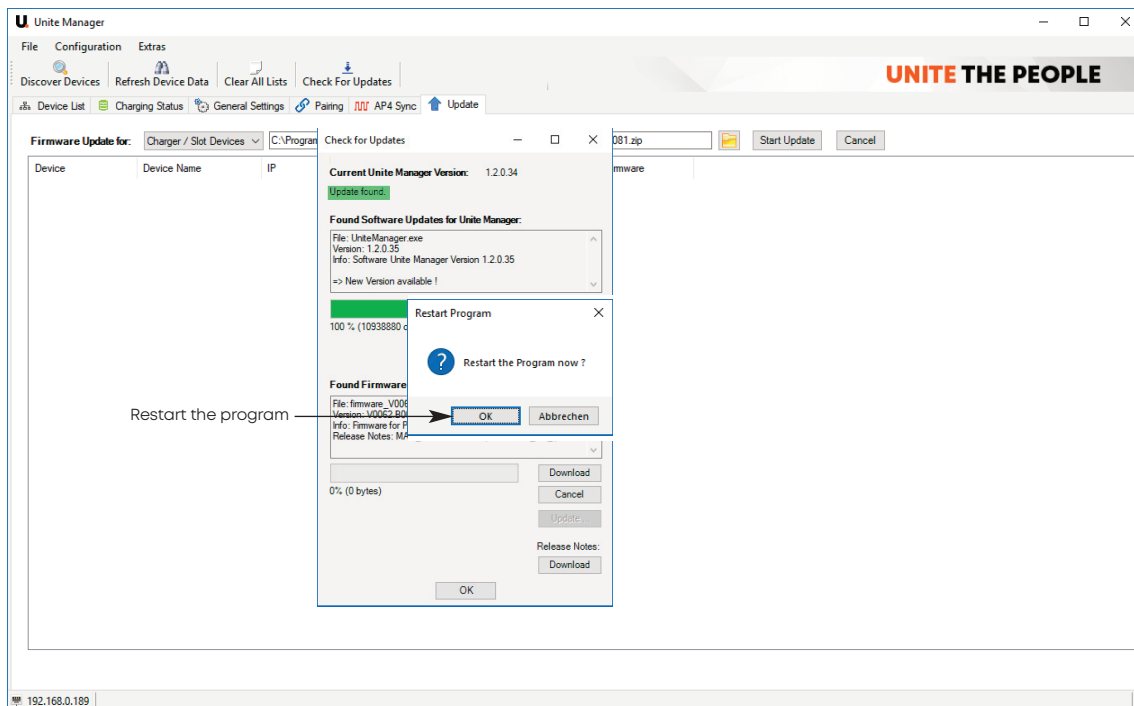 U. Unite Manager
File Configuration Extras
Discover Devices Refresh Device Data Clear All Lists Check For Updates
UNITE THE PEOPLE
Device List Charging Status General Settings Pairing AP4 Sync Update
Firmware Update for: Charger / Slot Devices C:\Program 081.zip Start Update Cancel
Device Device Name IP mware
Check for Updates
Current Unite Manager Version: 1.2.0.34
Update found.
Found Software Updates for Unite Manager:
File: UniteManager.exe
Version: 1.2.0.35
Info: Software Unite Manager Version 1.2.0.35
=> New Version available !
100 % (10938880
Restart Program
Restart the Program now ?
OK Abbrechen
Restart the program
Found Firmware
File: firmware_V006
Version: V0062.B0
Info: Firmware for P
Release Notes: MA
Download
0% (0 bytes)
Cancel
Update ...
Release Notes:
Download
OK
192.168.0.189